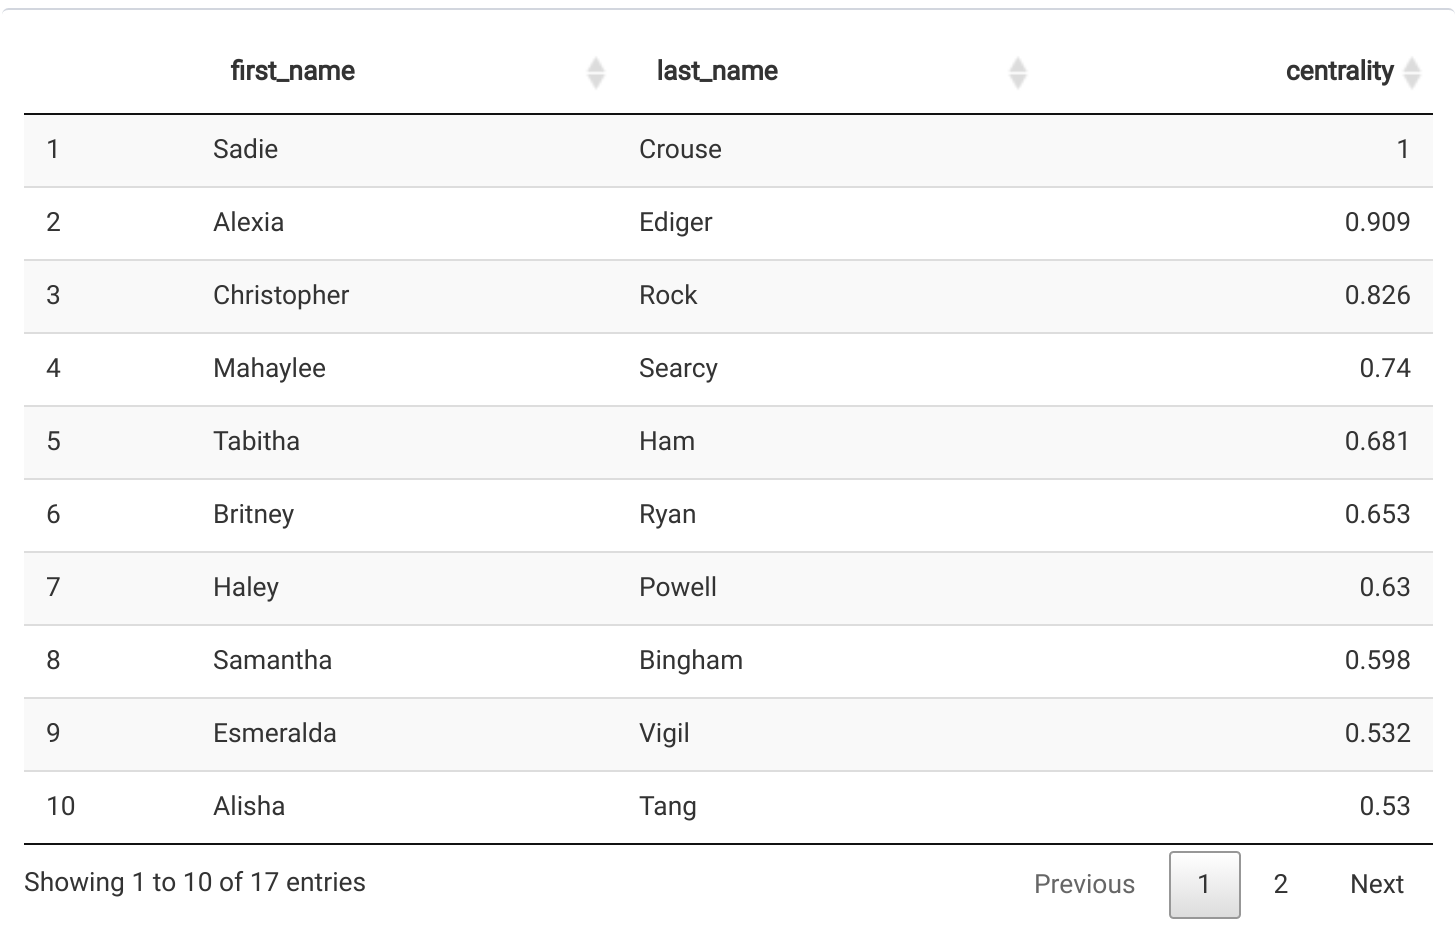 first_name last_name centrality
1 Sadie Crouse 1
2 Alexia Ediger 0.909
3 Christopher Rock 0.826
4 Mahaylee Searcy 0.74
5 Tabitha Ham 0.681
6 Britney Ryan 0.653
7 Haley Powell 0.63
8 Samantha Bingham 0.598
9 Esmeralda Vigil 0.532
10 Alisha Tang 0.53
Showing 1 to 10 of 17 entries Previous 1 2 Next